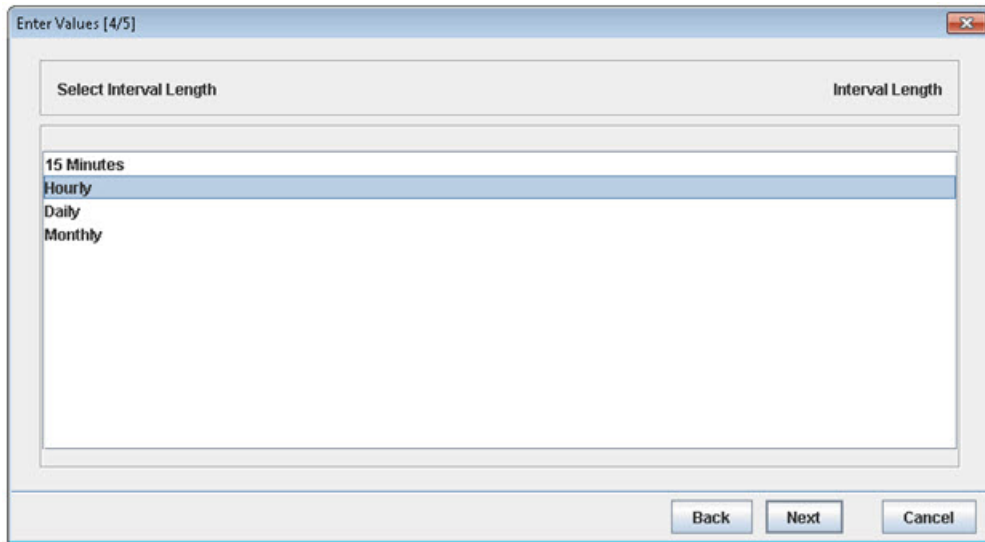 Enter Values [4/5]
Select Interval Length Interval Length
15 Minutes
Hourly
Daily
Monthly
Back Next Cancel